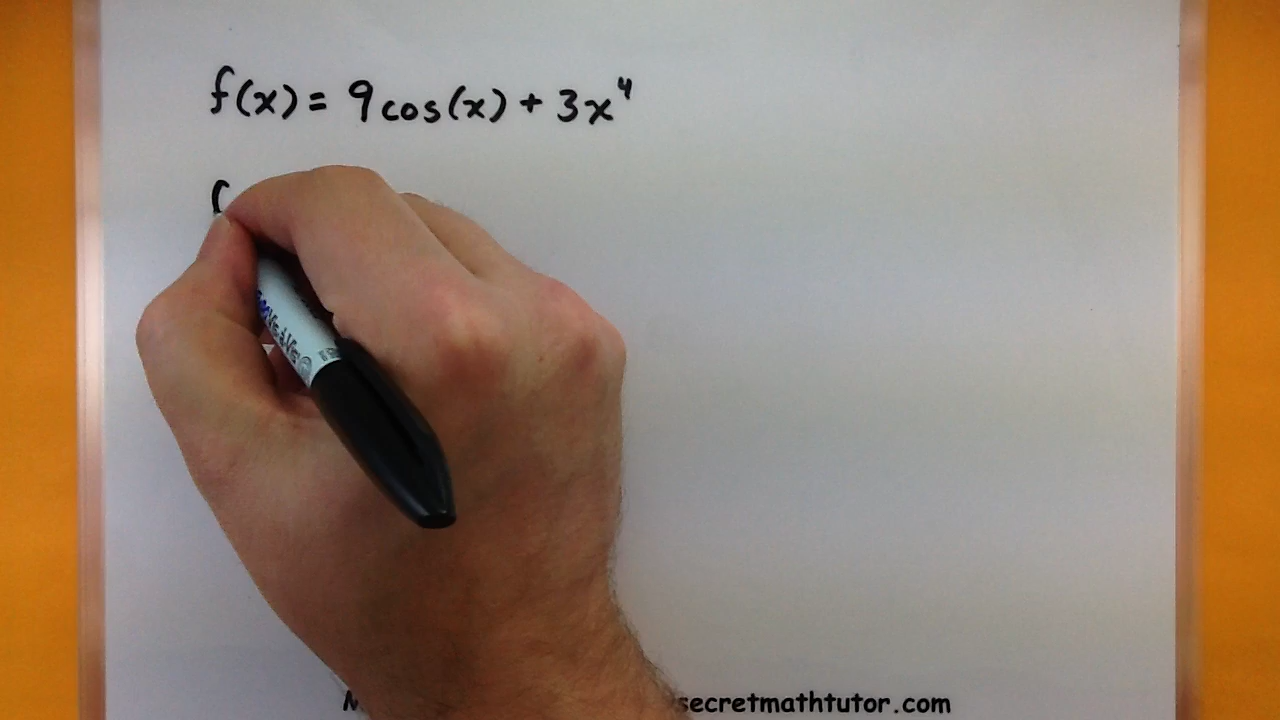 f(x) = 9cos(x) + 3x⁴
secretmathtutor.com